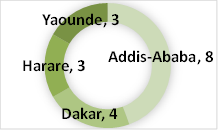 Yaounde, 3
Addis-Ababa, 8
Harare, 3
Dakar, 4